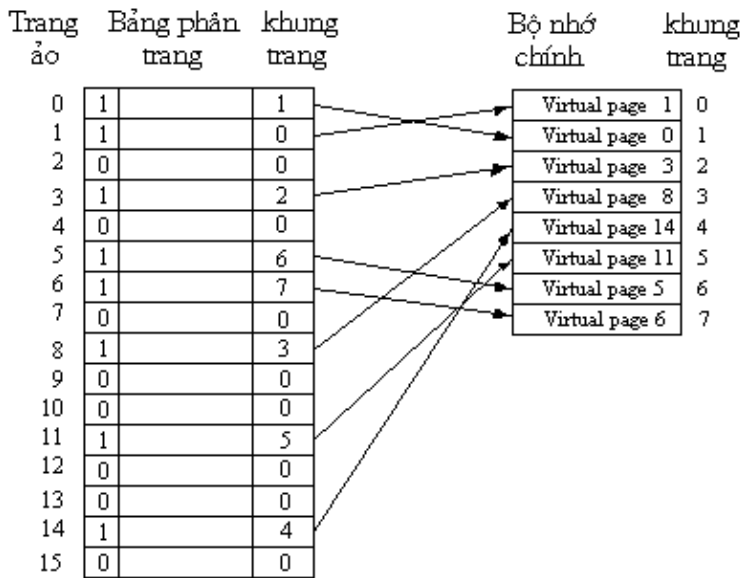 Trang Bảng phân khung Bộ nhớ khung
ảo trang trang chính trang
0 1 1 Virtual page 1 0
1 1 0 Virtual page 0 1
2 0 0 Virtual page 3 2
3 1 2 Virtual page 8 3
4 0 0 Virtual page 14 4
5 1 6 Virtual page 11 5
6 1 7 Virtual page 5 6
7 0 0 Virtual page 6 7
8 1 3
9 0 0
10 0 0
11 1 5
12 0 0
13 0 0
14 1 4
15 0 0